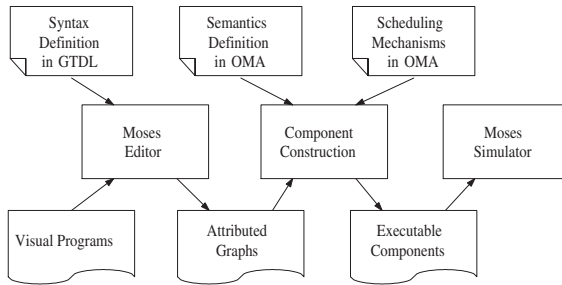 Syntax
Definition
in GTDL
Semantics
Definition
in OMA
Scheduling
Mechanisms
in OMA
Moses
Editor
Component
Construction
Moses
Simulator
Visual Programs
Attributed
Graphs
Executable
Components